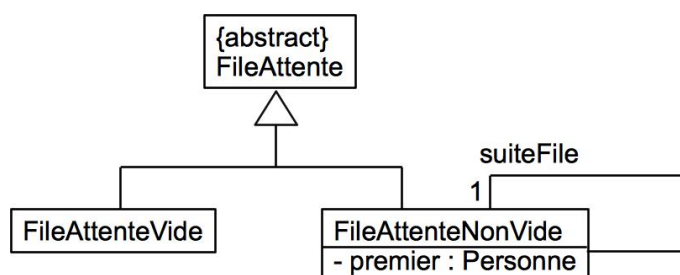 {abstract}
FileAttente
suiteFile
1
FileAttenteVide
FileAttenteNonVide
- premier : Personne